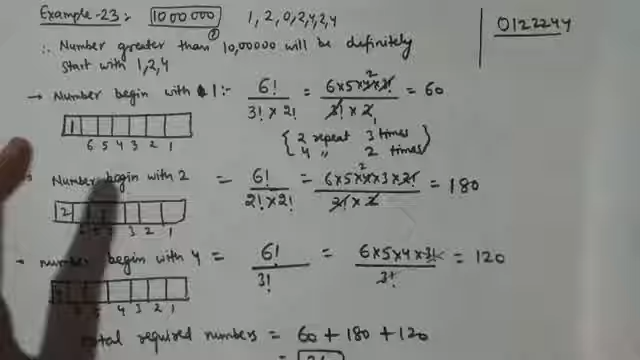 Example-23:- 1000000 1, 2, 0, 2, 4, 2, 4 0122244
∴ Number greater than 10,00000 will be definitely
start with 1, 2, 4
→ Number begin with 1:- 6!/3!×2! = 6×5×4×3!/3!×2 = 60
1
6 5 4 3 2 1
{ 2 repeat 3 times
4 " 2 times }
Number begin with 2 = 6!/2!×2! = 6×5×4×3×2!/2!×2 = 180
2
3 2 1
→ number begin with 4 = 6!/3! = 6×5×4×3!/3! = 120
4 3 2 1
total required numbers = 60 + 180 + 120
=